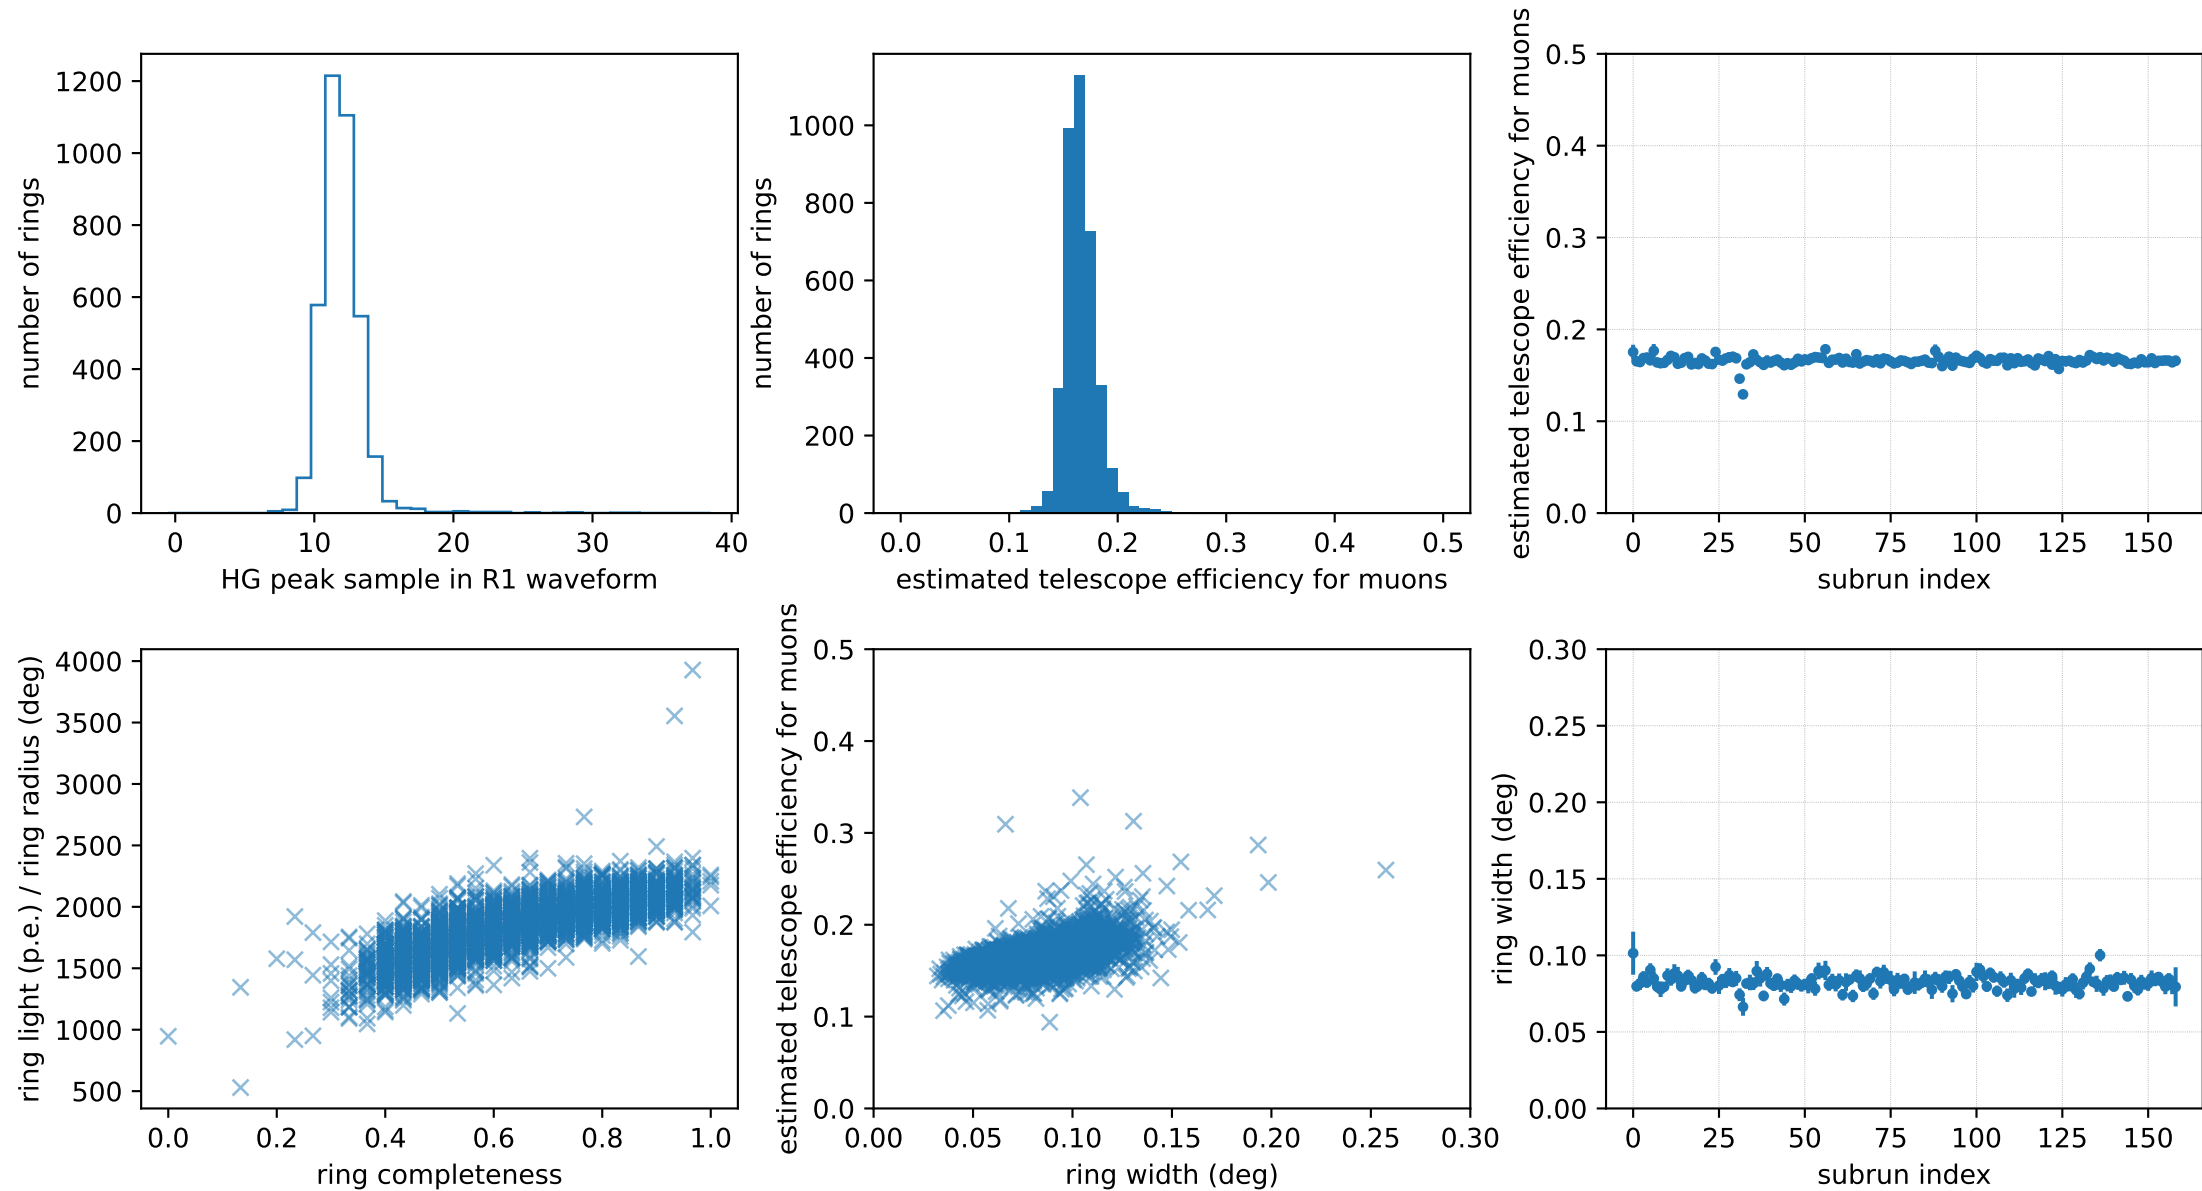 number of rings
1200
1000
800
600
400
200
0
0 10 20 30 40
HG peak sample in R1 waveform
number of rings
1000
800
600
400
200
0
0.0 0.1 0.2 0.3 0.4 0.5
estimated telescope efficiency for muons
estimated telescope efficiency for muons
0.5
0.4
0.3
0.2
0.1
0.0
0 25 50 75 100 125 150
subrun index
ring light (p.e.) / ring radius (deg)
4000
3500
3000
2500
2000
1500
1000
500
0.0 0.2 0.4 0.6 0.8 1.0
ring completeness
estimated telescope efficiency for muons
0.5
0.4
0.3
0.2
0.1
0.0
0.00 0.05 0.10 0.15 0.20 0.25 0.30
ring width (deg)
ring width (deg)
0.30
0.25
0.20
0.15
0.10
0.05
0.00
0 25 50 75 100 125 150
subrun index